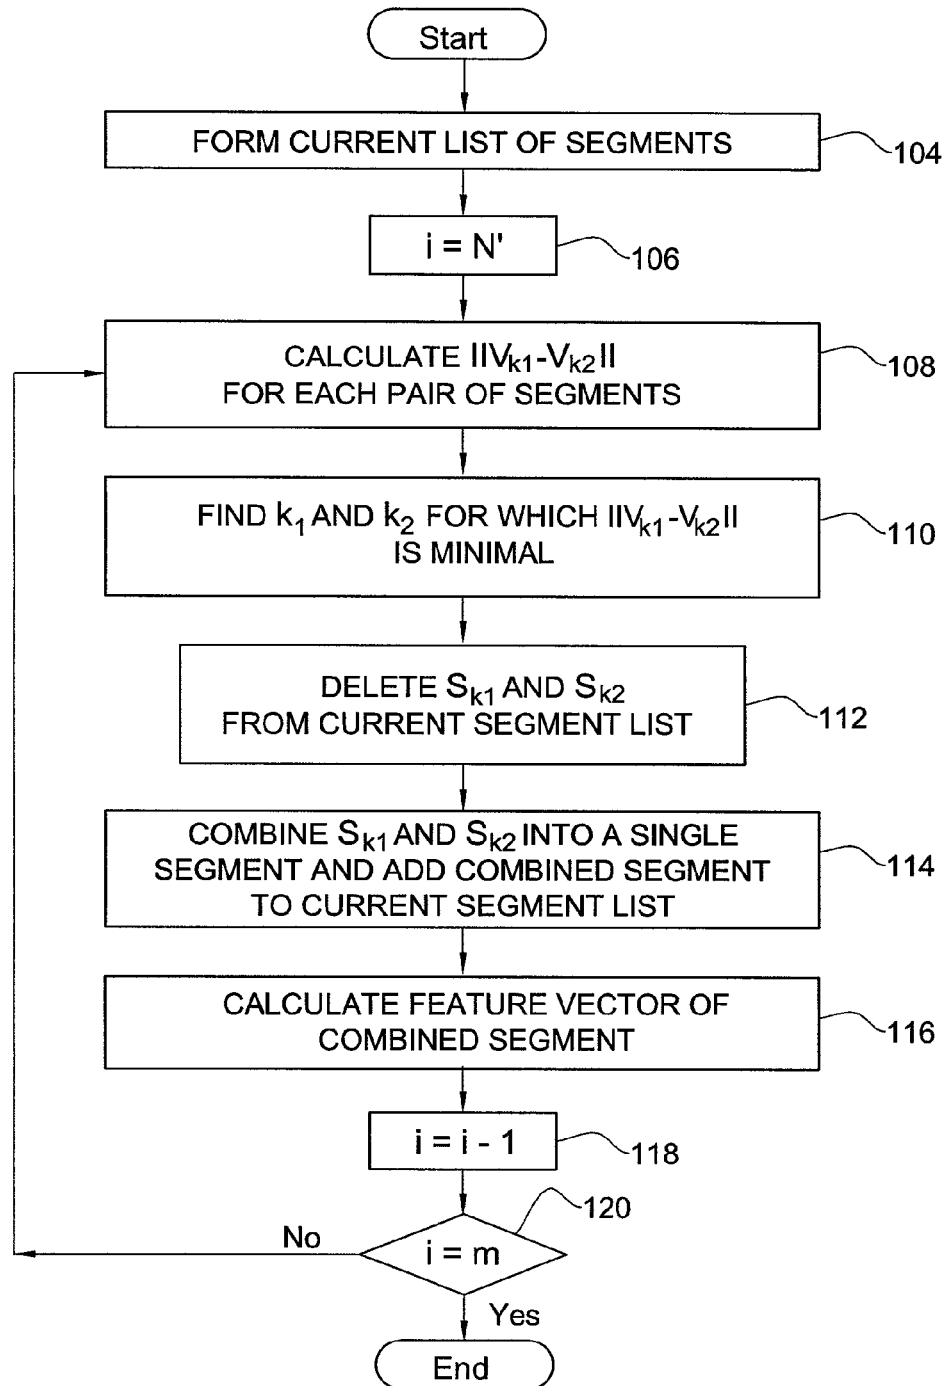 Start
FORM CURRENT LIST OF SEGMENTS
104
i = N'
106
CALCULATE IIVk1-Vk2II
FOR EACH PAIR OF SEGMENTS
108
FIND k1 AND k2 FOR WHICH IIVk1-Vk2II
IS MINIMAL
110
DELETE Sk1 AND Sk2
FROM CURRENT SEGMENT LIST
112
COMBINE Sk1 AND Sk2 INTO A SINGLE
SEGMENT AND ADD COMBINED SEGMENT
TO CURRENT SEGMENT LIST
114
CALCULATE FEATURE VECTOR OF
COMBINED SEGMENT
116
i = i - 1
118
120
No
i = m
Yes
End